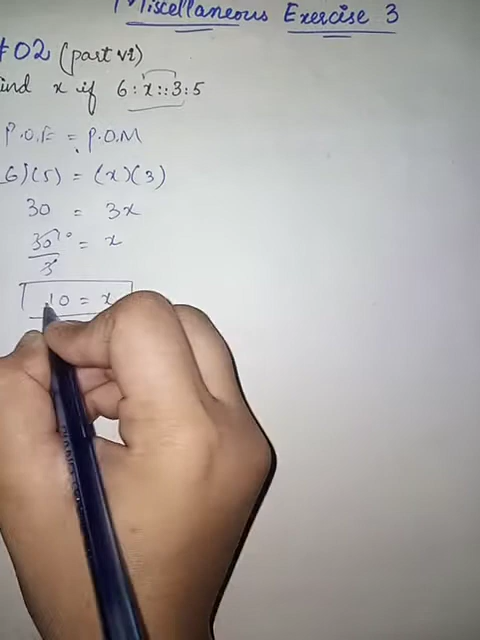 Miscellaneous Exercise 3
#02 (part vi)
ind x if 6 : x :: 3 : 5
P.O.E = P.O.M
6)(5) = (x)(3)
30 = 3x
30/3 10 = x
10 = x